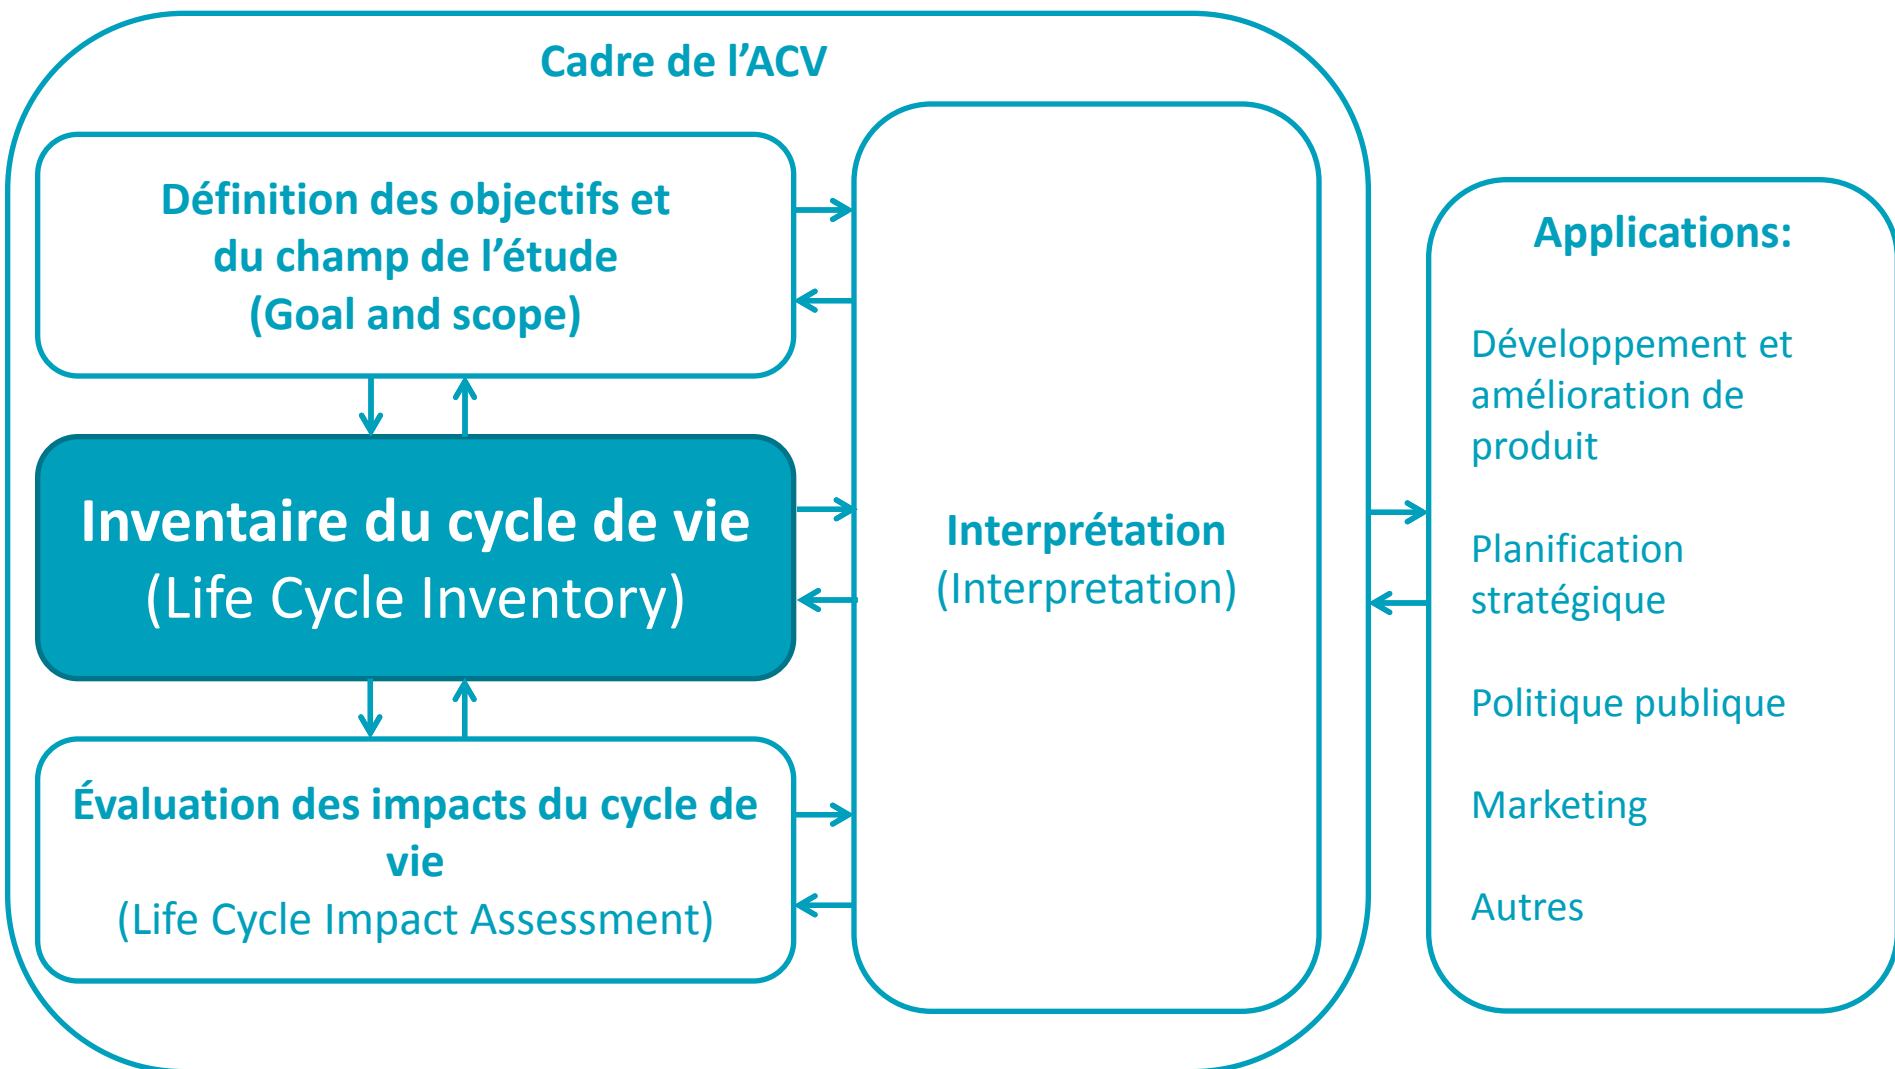 Cadre de l’ACV
Définition des objectifs et
du champ de l’étude
(Goal and scope)
Inventaire du cycle de vie
(Life Cycle Inventory)
Évaluation des impacts du cycle de
vie
(Life Cycle Impact Assessment)
Interprétation
(Interpretation)
Applications:
Développement et
amélioration de
produit
Planification
stratégique
Politique publique
Marketing
Autres